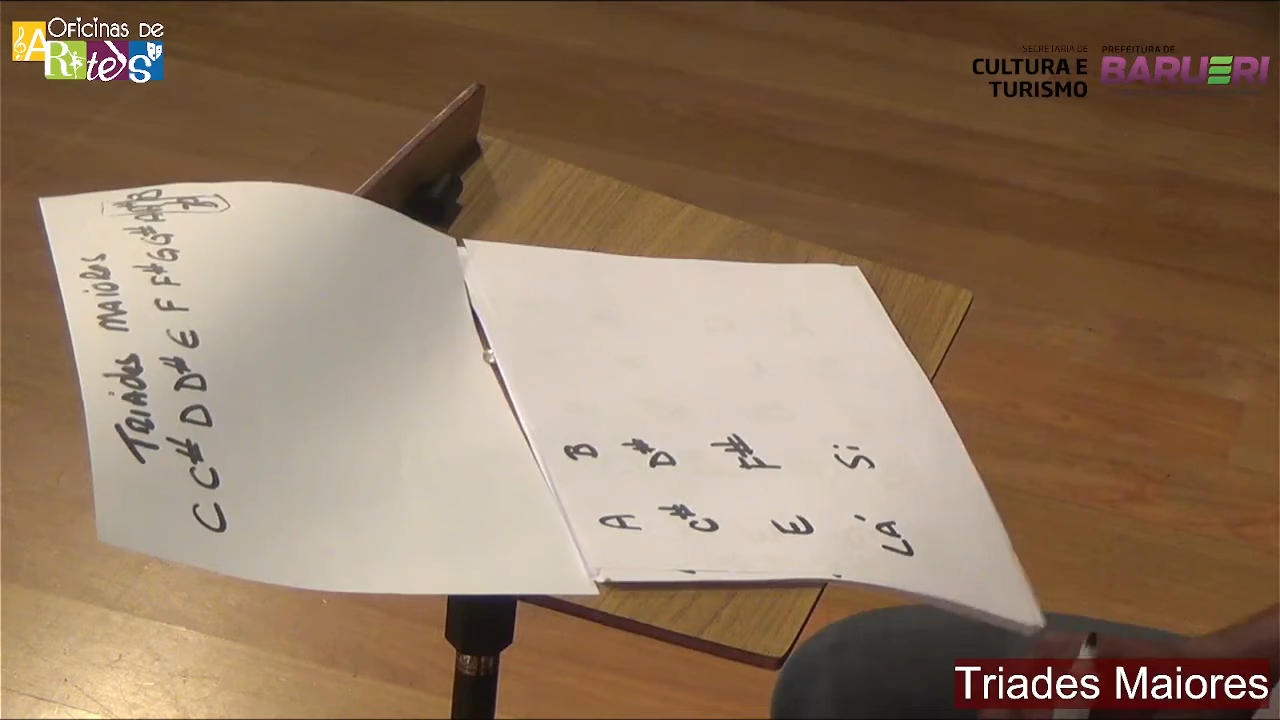 Oficinas de
Artes
SECRETARIA DE
CULTURA E
TURISMO
PREFEITURA DE
BARUERI
TRIADES MAIORES
C C# D D# E F F# G G# A A# B
B D# F# Si
A C# E LÁ
Triades Maiores